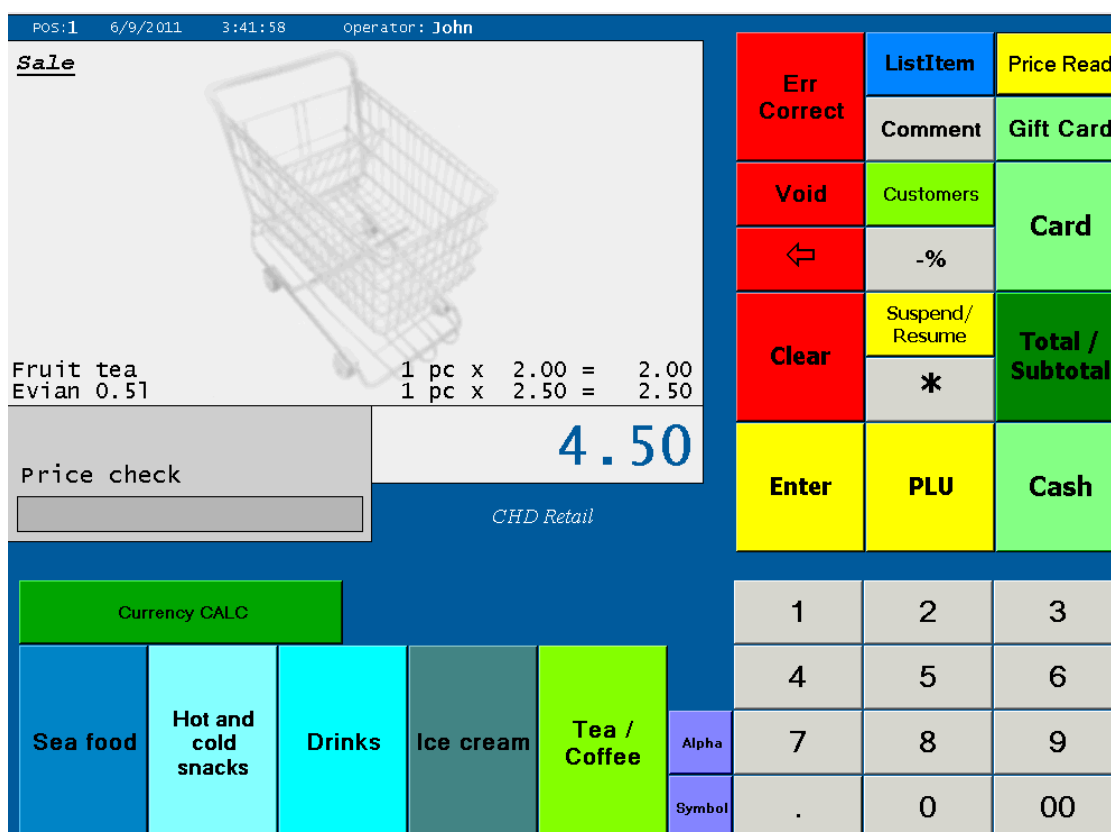 POS:1 6/9/2011 3:41:58 Operator: John
Sale
Fruit tea 1 pc x 2.00 = 2.00
Evian 0.5l 1 pc x 2.50 = 2.50
4.50
Price check
CHD Retail
Err
Correct
ListItem
Price Read
Comment
Gift Card
Void
Customers
Card
⇦
-%
Clear
Suspend/
Resume
Total /
Subtotal
*
Enter
PLU
Cash
Currency CALC
1 2 3
4 5 6
7 8 9
. 0 00
Sea food
Hot and
cold
snacks
Drinks
Ice cream
Tea /
Coffee
Alpha
Symbol